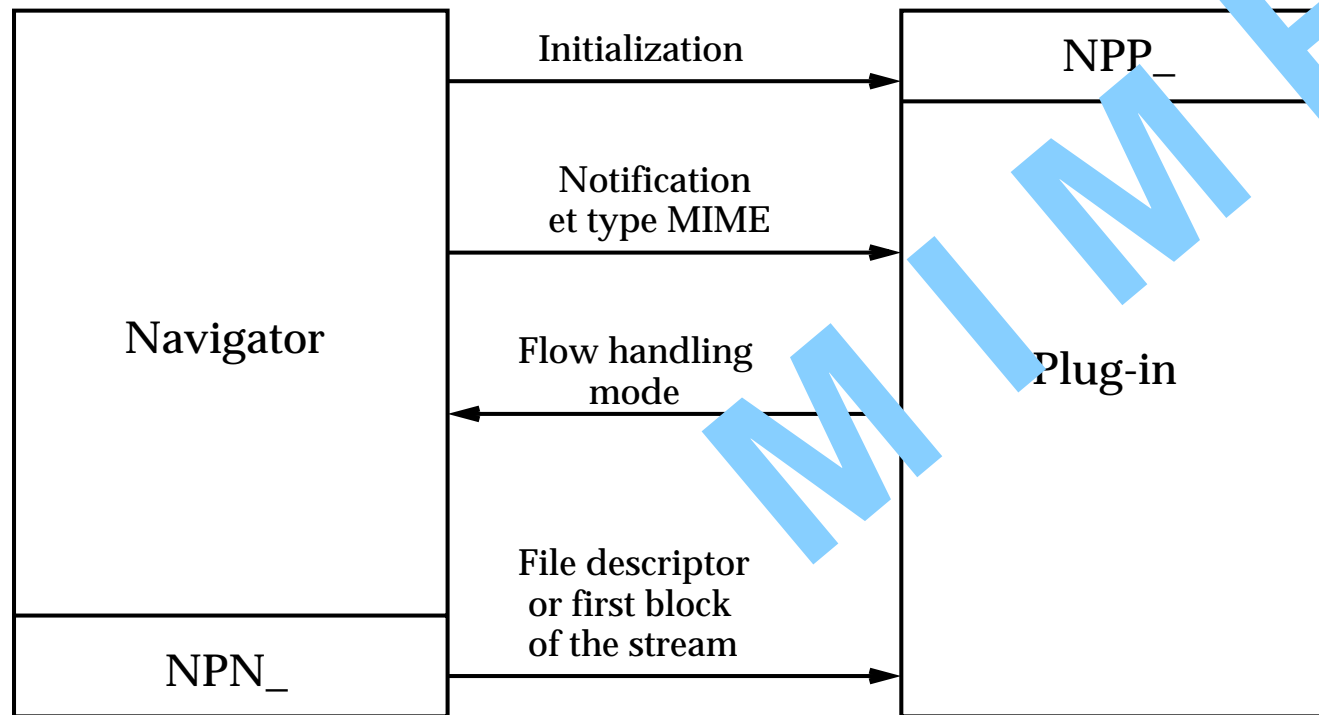 Initialization
NPP_
Notification
et type MIME
Navigator
Flow handling
mode
Plug-in
File descriptor
or first block
of the stream
NPN_
MIM